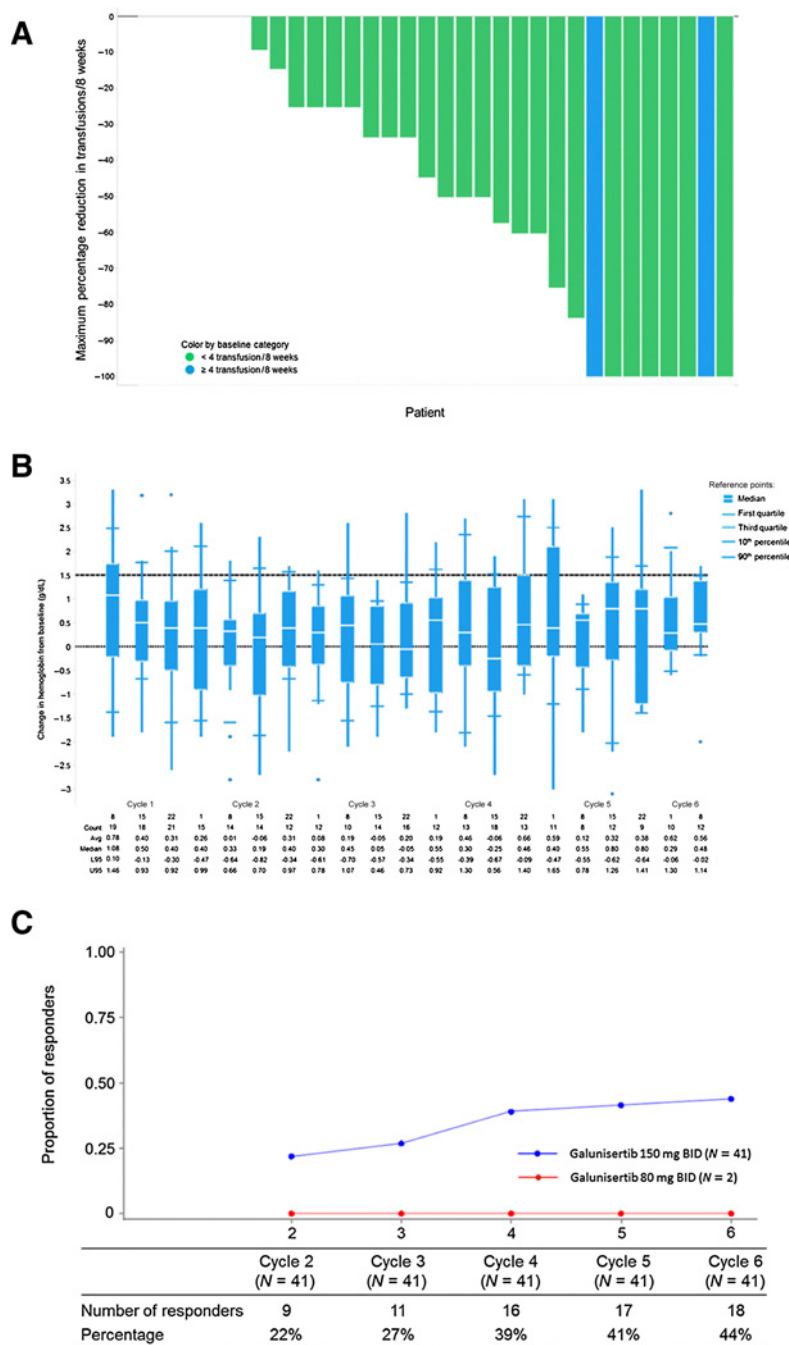 A
Maximum percentage reduction in transfusions/8 weeks
0
−10
−20
−30
−40
−50
−60
−70
−80
−90
−100
Color by baseline category
< 4 transfusion/8 weeks
≥ 4 transfusion/8 weeks
Patient
B
Change in hemoglobin from baseline (g/dL)
3.5
3
2.5
2
1.5
1
0.5
0
−0.5
−1
−1.5
−2
−2.5
−3
Reference points:
Median
First quartile
Third quartile
10th percentile
90th percentile
Cycle 1 Cycle 2 Cycle 3 Cycle 4 Cycle 5 Cycle 6
8 15 22 1 8 15 22 1 8 15 22 1 8 15 22 1 8 15 22 1 8
Count 19 18 21 15 14 14 12 12 10 14 16 12 13 18 13 11 8 12 9 10 12
Avg 0.78 0.40 0.31 0.26 0.01 -0.06 0.31 0.08 0.19 -0.05 0.20 0.19 0.46 -0.06 0.66 0.59 0.12 0.32 0.38 0.62 0.56
Median 1.08 0.50 0.40 0.40 0.33 0.19 0.40 0.30 0.45 0.05 -0.05 0.55 0.30 -0.25 0.46 0.40 0.55 0.80 0.80 0.29 0.48
L95 0.10 -0.13 -0.30 -0.47 -0.64 -0.82 -0.34 -0.61 -0.70 -0.57 -0.34 -0.55 -0.39 -0.67 -0.09 -0.47 -0.55 -0.62 -0.64 -0.06 -0.02
U95 1.46 0.93 0.92 0.99 0.66 0.70 0.97 0.78 1.07 0.46 0.73 0.92 1.30 0.56 1.40 1.65 0.78 1.26 1.41 1.30 1.14
C
Proportion of responders
1.00
0.75
0.50
0.25
0
Galunisertib 150 mg BID (N = 41)
Galunisertib 80 mg BID (N = 2)
2 3 4 5 6
Cycle 2 Cycle 3 Cycle 4 Cycle 5 Cycle 6
(N = 41) (N = 41) (N = 41) (N = 41) (N = 41)
Number of responders 9 11 16 17 18
Percentage 22% 27% 39% 41% 44%